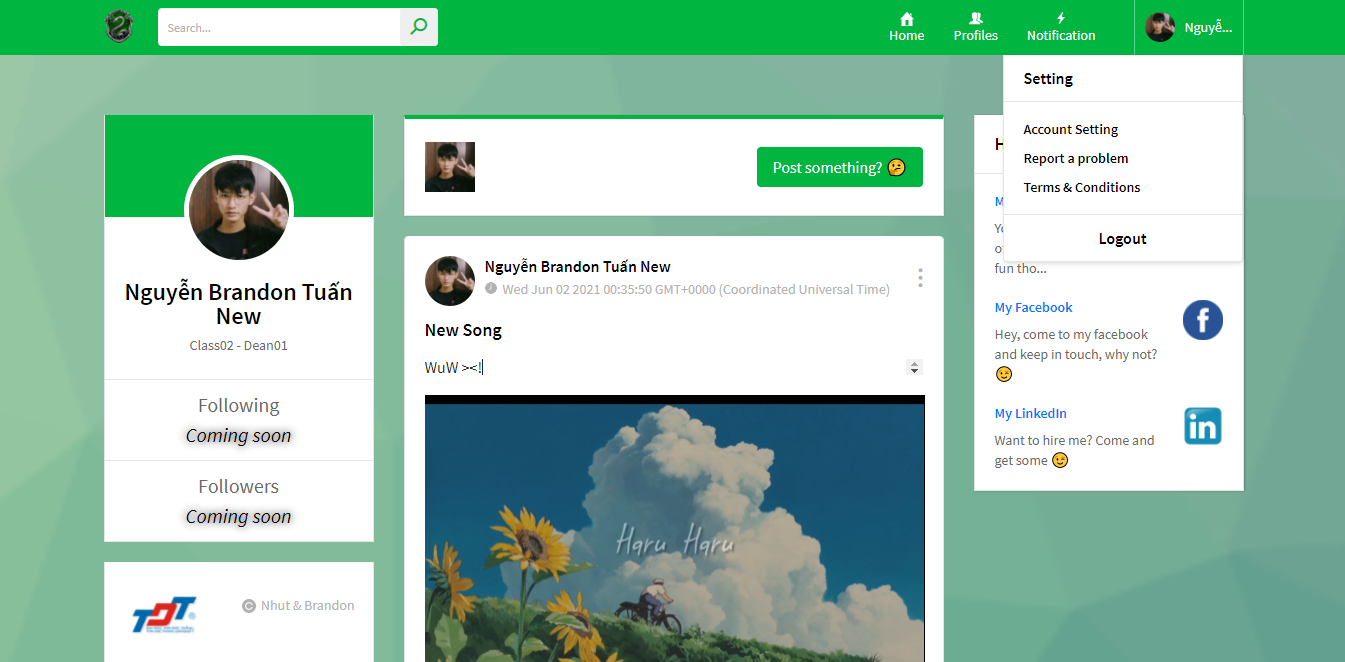 Search...
Home
Profiles
Notification
Nguyễ...
Setting
Account Setting
Report a problem
Terms & Conditions
Logout
Nguyễn Brandon Tuấn
New
Class02 - Dean01
Following
Coming soon
Followers
Coming soon
TDT
Nhut & Brandon
Post something? 🤔
Nguyễn Brandon Tuấn New
Wed Jun 02 2021 00:35:50 GMT+0000 (Coordinated Universal Time)
New Song
WuW ><!
Haru Haru
H
M
fun tho...
My Facebook
Hey, come to my facebook
and keep in touch, why not?
😉
My LinkedIn
Want to hire me? Come and
get some 😉
f
in